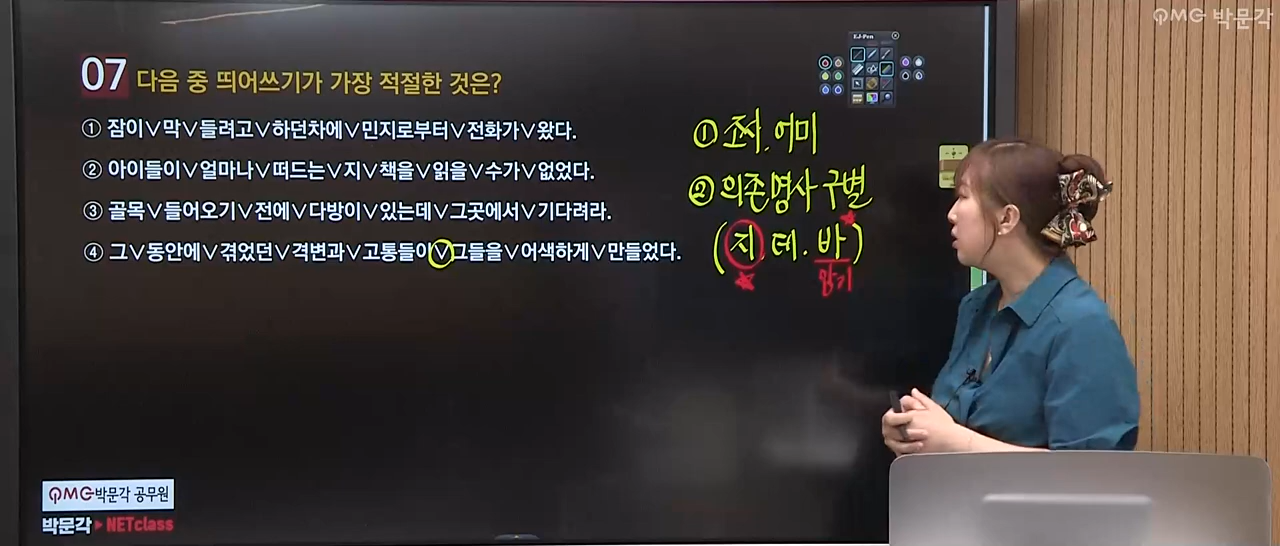 QMG 박문각
EJ-Pen
07 다음 중 띄어쓰기가 가장 적절한 것은?
① 잠이∨막∨들려고∨하던차에∨민지로부터∨전화가∨왔다.
② 아이들이∨얼마나∨떠드는∨지∨책을∨읽을∨수가∨없었다.
③ 골목∨들어오기∨전에∨다방이∨있는데∨그곳에서∨기다려라.
④ 그∨동안에∨겪었던∨격변과∨고통들이∨그들을∨어색하게∨만들었다.
① 조사. 어미
② 의존명사 구별
(지. 데. 바)
암기
QMG박문각 공무원
박문각 NETclass